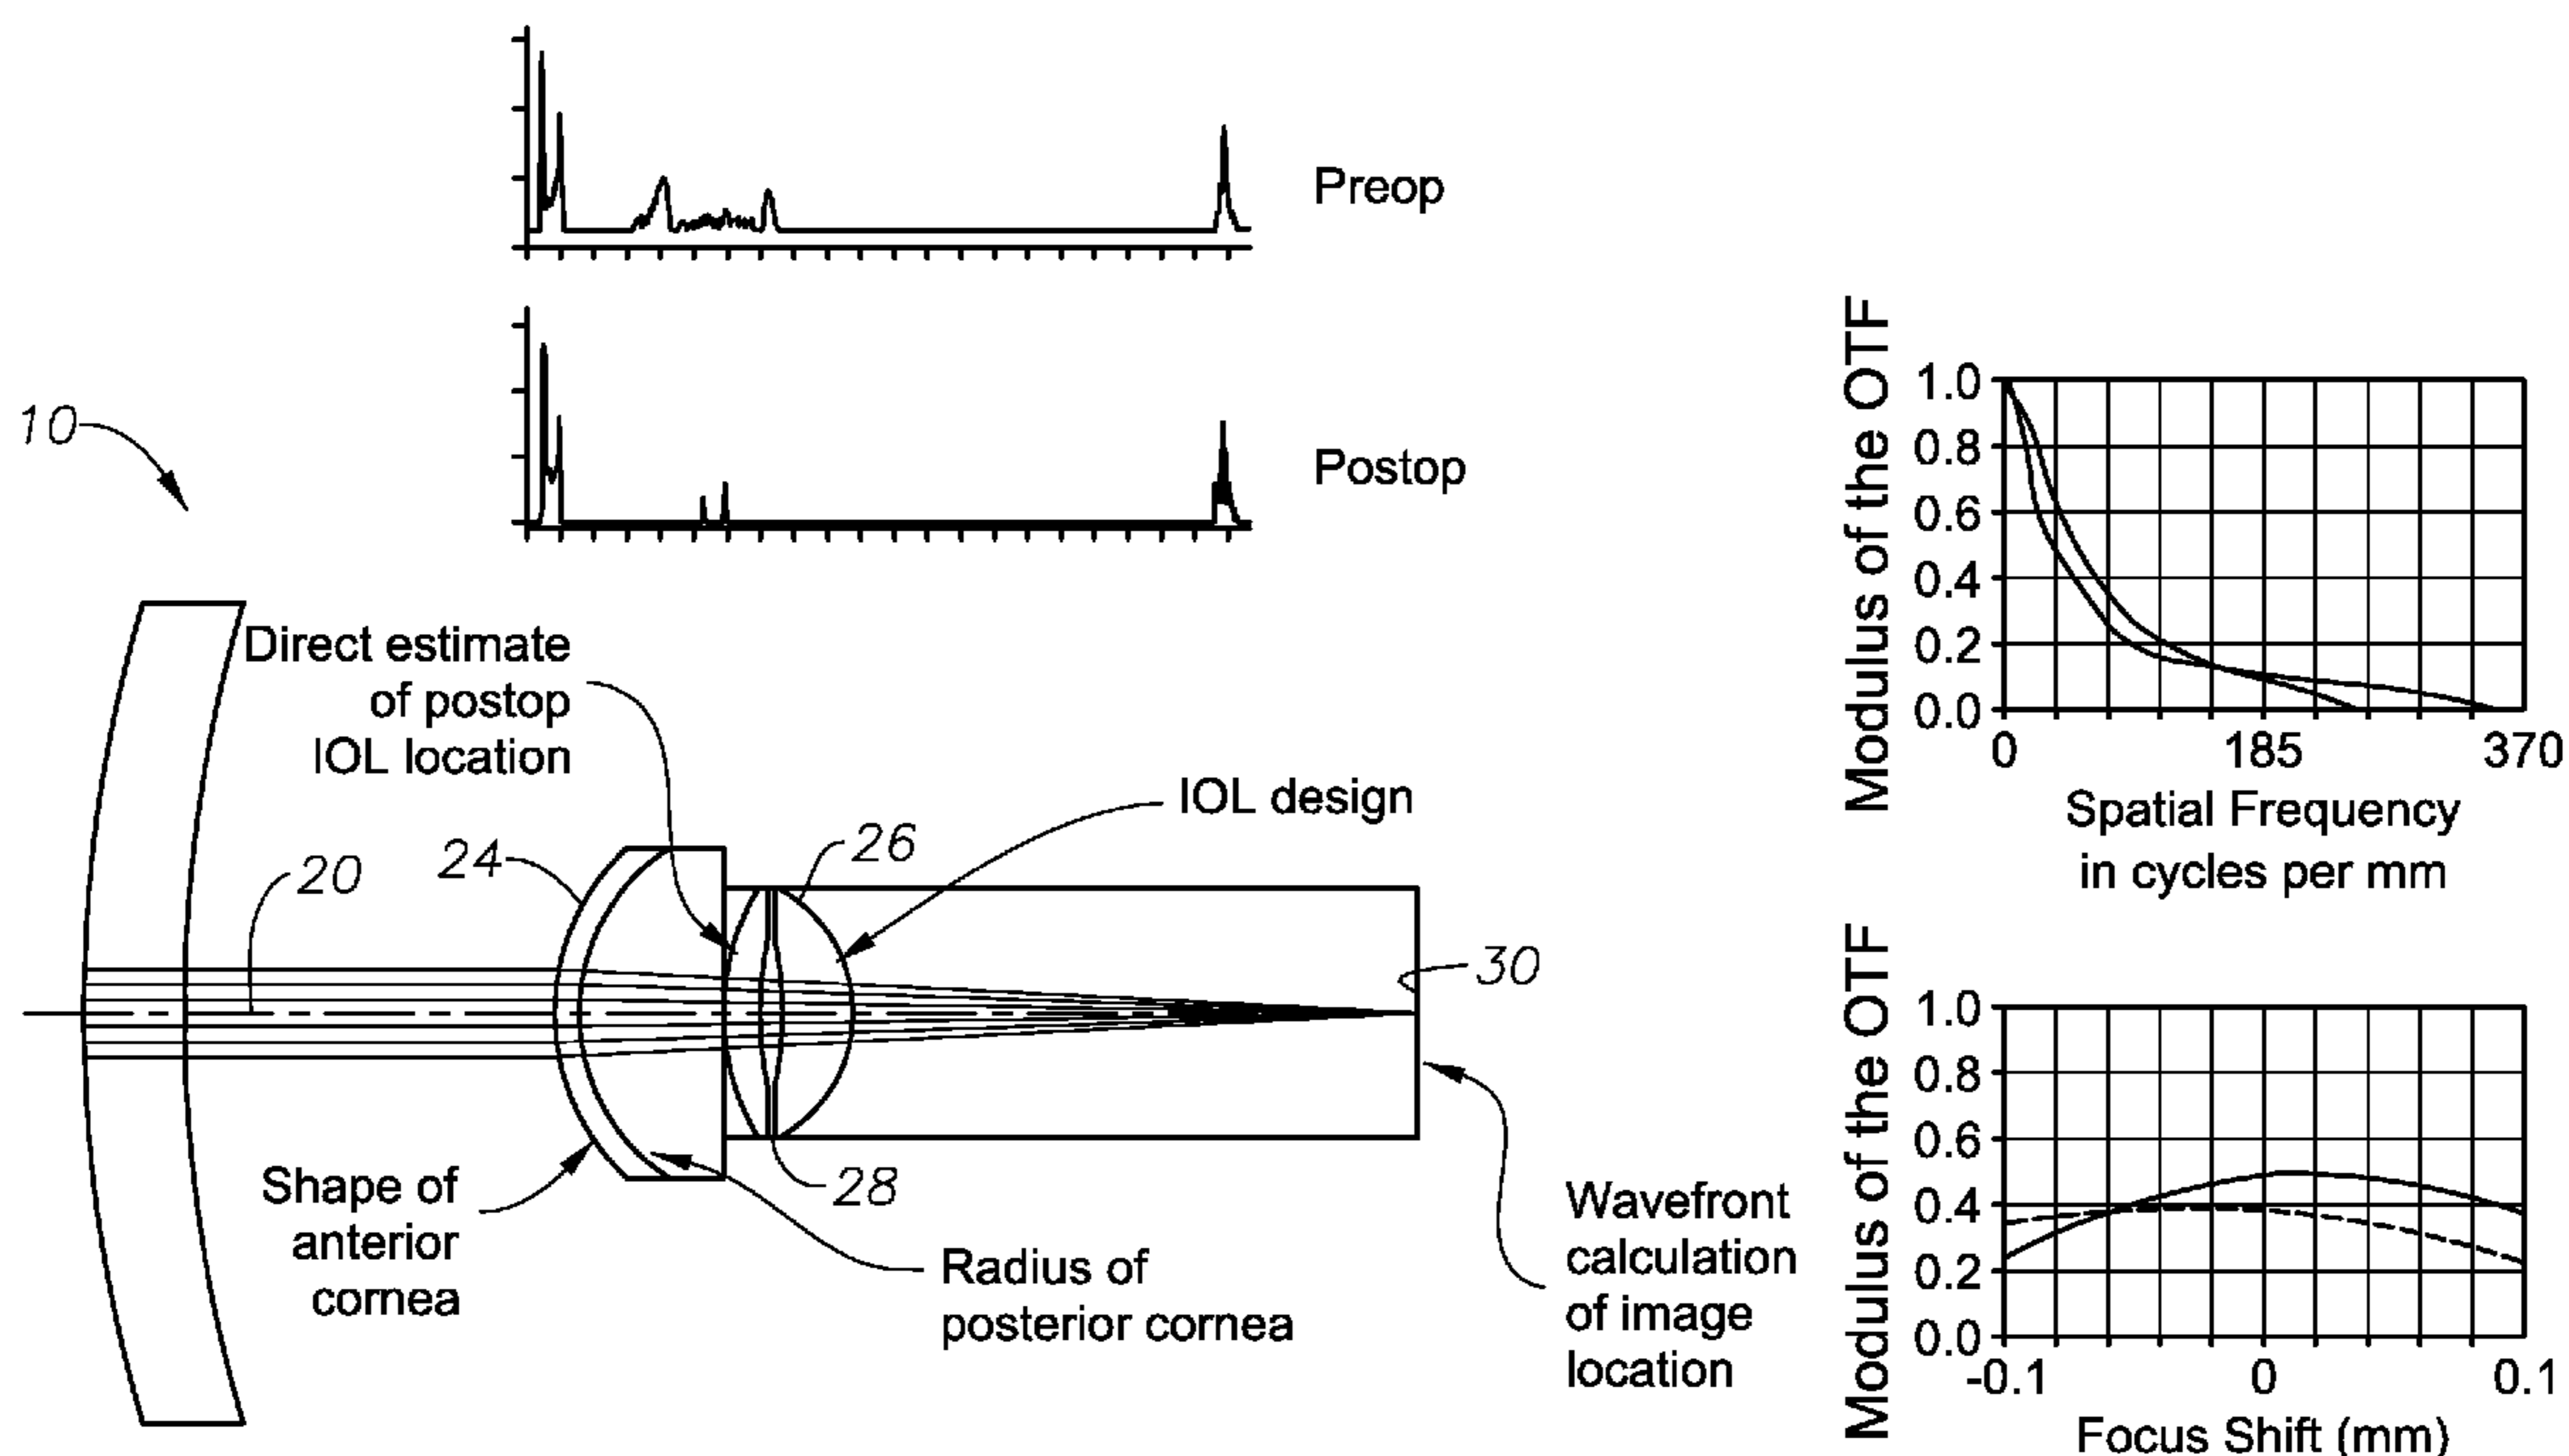 Preop
Postop
10
Direct estimate
of postop
IOL location
IOL design
20
24
26
28
30
Shape of
anterior
cornea
Radius of
posterior cornea
Wavefront
calculation
of image
location
Modulus of the OTF
1.0
0.8
0.6
0.4
0.2
0.0
0
185
370
Spatial Frequency
in cycles per mm
Modulus of the OTF
1.0
0.8
0.6
0.4
0.2
0.0
-0.1
0
0.1
Focus Shift (mm)